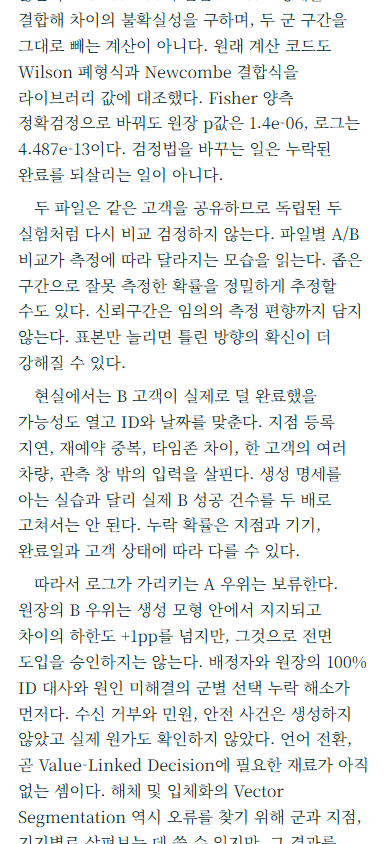 결합해 차이의 불확실성을 구하며, 두 군 구간을
그대로 빼는 계산이 아니다. 원래 계산 코드도
Wilson 폐형식과 Newcombe 결합식을
라이브러리 값에 대조했다. Fisher 양측
정확검정으로 바꿔도 원장 p값은 1.4e-06, 로그는
4.487e-13이다. 검정법을 바꾸는 일은 누락된
완료를 되살리는 일이 아니다.
두 파일은 같은 고객을 공유하므로 독립된 두
실험처럼 다시 비교 검정하지 않는다. 파일별 A/B
비교가 측정에 따라 달라지는 모습을 읽는다. 좁은
구간으로 잘못 측정한 확률을 정밀하게 추정할
수도 있다. 신뢰구간은 임의의 측정 편향까지 담지
않는다. 표본만 늘리면 틀린 방향의 확신이 더
강해질 수 있다.
현실에서는 B 고객이 실제로 덜 완료했을
가능성도 열고 ID와 날짜를 맞춘다. 지점 등록
지연, 재예약 중복, 타임존 차이, 한 고객의 여러
차량, 관측 창 밖의 입력을 살핀다. 생성 명세를
아는 실습과 달리 실제 B 성공 건수를 두 배로
고쳐서는 안 된다. 누락 확률은 지점과 기기,
완료일과 고객 상태에 따라 다를 수 있다.
따라서 로그가 가리키는 A 우위는 보류한다.
원장의 B 우위는 생성 모형 안에서 지지되고
차이의 하한도 +1pp를 넘지만, 그것으로 전면
도입을 승인하지는 않는다. 배정자와 원장의 100%
ID 대사와 원인 미해결의 군별 선택 누락 해소가
먼저다. 수신 거부와 민원, 안전 사건은 생성하지
않았고 실제 원가도 확인하지 않았다. 언어 전환,
곧 Value-Linked Decision에 필요한 재료가 아직
없는 셈이다. 해체 및 입체화의 Vector
Segmentation 역시 오류를 찾기 위해 군과 지점,